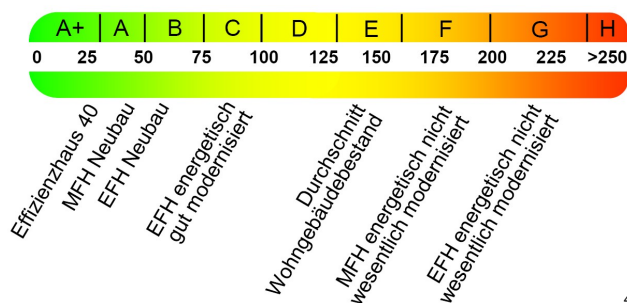 A+ A B C D E F G H
0 25 50 75 100 125 150 175 200 225 >250
Effizienzhaus 40
MFH Neubau
EFH Neubau
EFH energetisch
gut modernisiert
Durchschnitt
Wohngebäudebestand
MFH energetisch nicht
wesentlich modernisiert
EFH energetisch nicht
wesentlich modernisiert